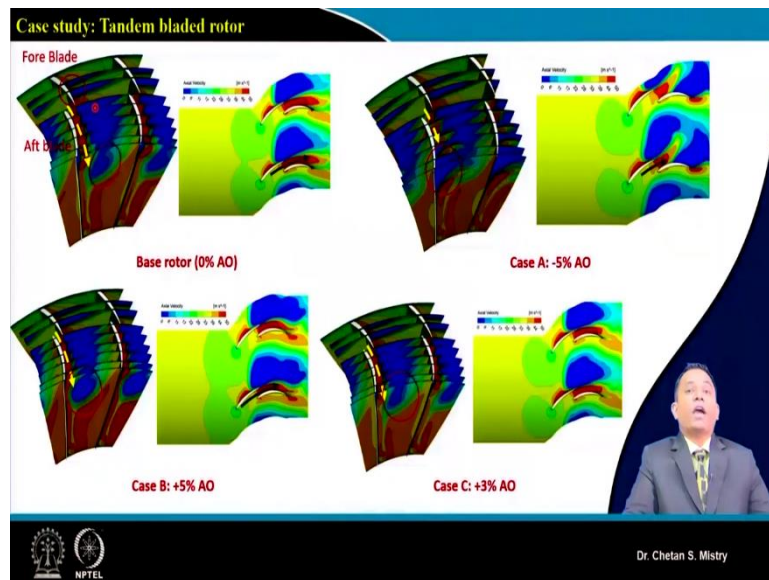 Case study: Tandem bladed rotor
Fore Blade
Aft blade
Axial Velocity
Axial Velocity
Base rotor (0% AO)
Case A: -5% AO
Axial Velocity
Axial Velocity
Case B: +5% AO
Case C: +3% AO
NPTEL
Dr. Chetan S. Mistry